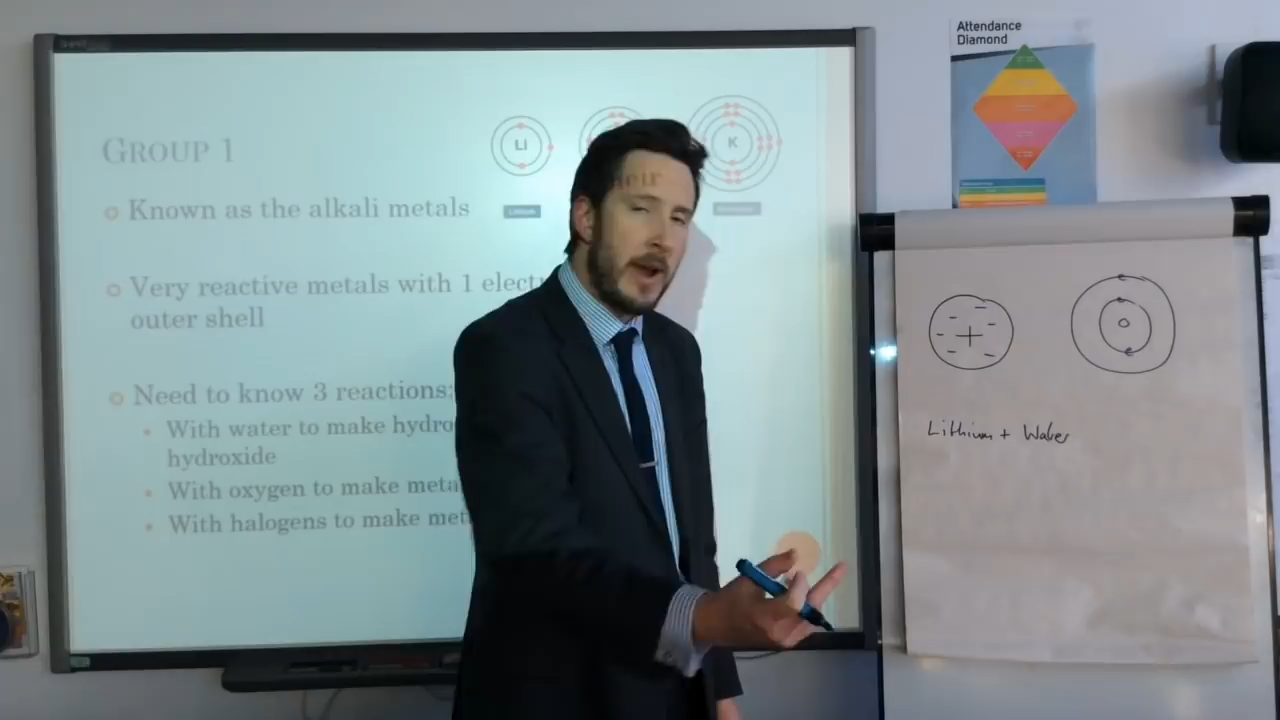 Attendance
Diamond
GROUP 1
Li
K
Known as the alkali metals
Very reactive metals with 1 elect
outer shell
Need to know 3 reactions;
With water to make hydro
hydroxide
With oxygen to make meta
With halogens to make met
heir
+
Lithium + Water